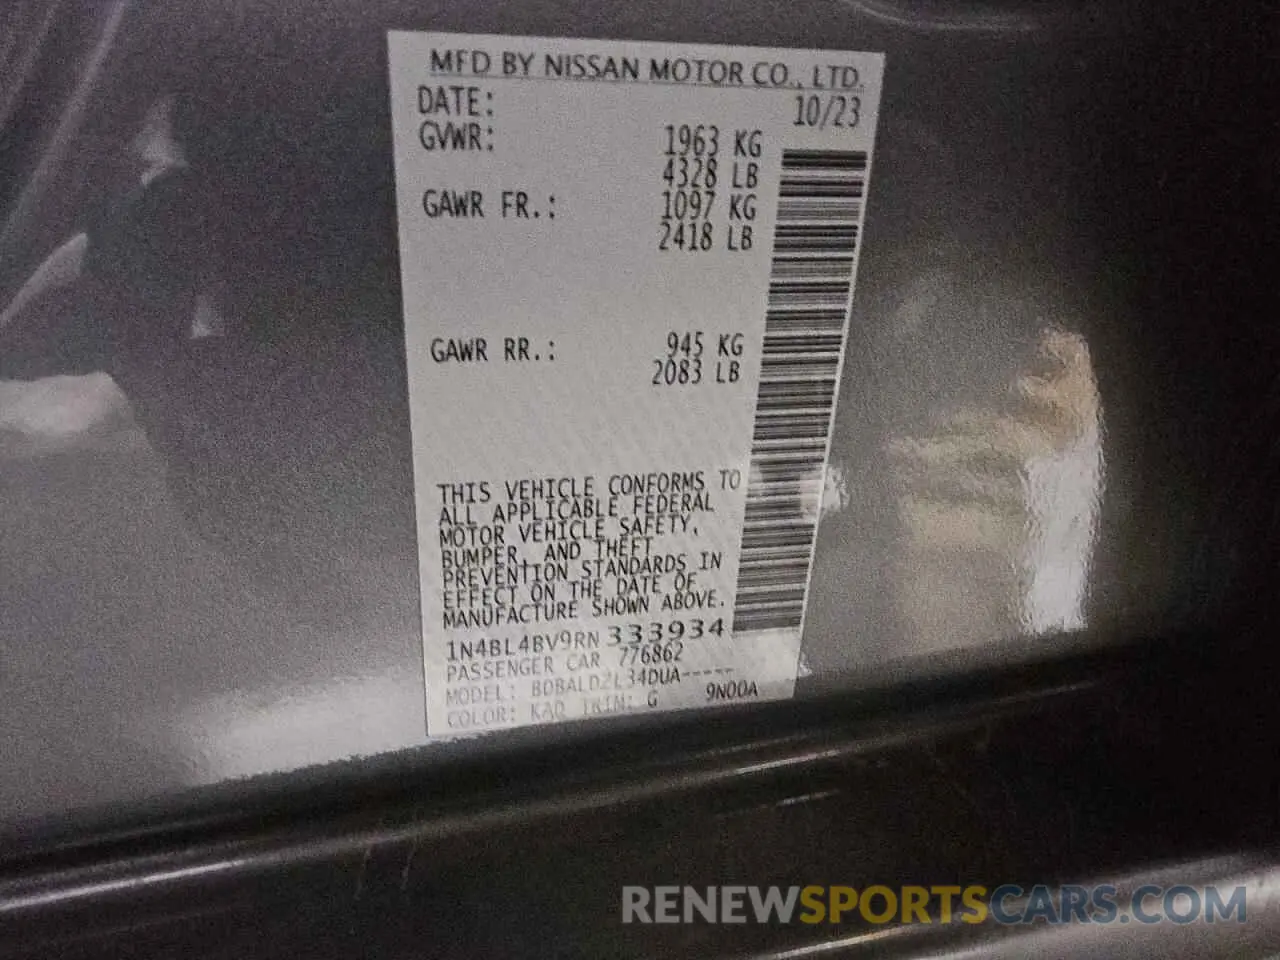 MFD BY NISSAN MOTOR CO., LTD.
DATE: 10/23
GVWR: 1963 KG
4328 LB
GAWR FR.: 1097 KG
2418 LB
GAWR RR.: 945 KG
2083 LB
THIS VEHICLE CONFORMS TO
ALL APPLICABLE FEDERAL
MOTOR VEHICLE SAFETY,
BUMPER, AND THEFT
PREVENTION STANDARDS IN
EFFECT ON THE DATE OF
MANUFACTURE SHOWN ABOVE.
1N4BL4BV9RN333934
PASSENGER CAR 776862
MODEL: BDBALDZL34DUA-----
COLOR: KAD TRIM: G 9N00A
RENEWSPORTSCARS.COM